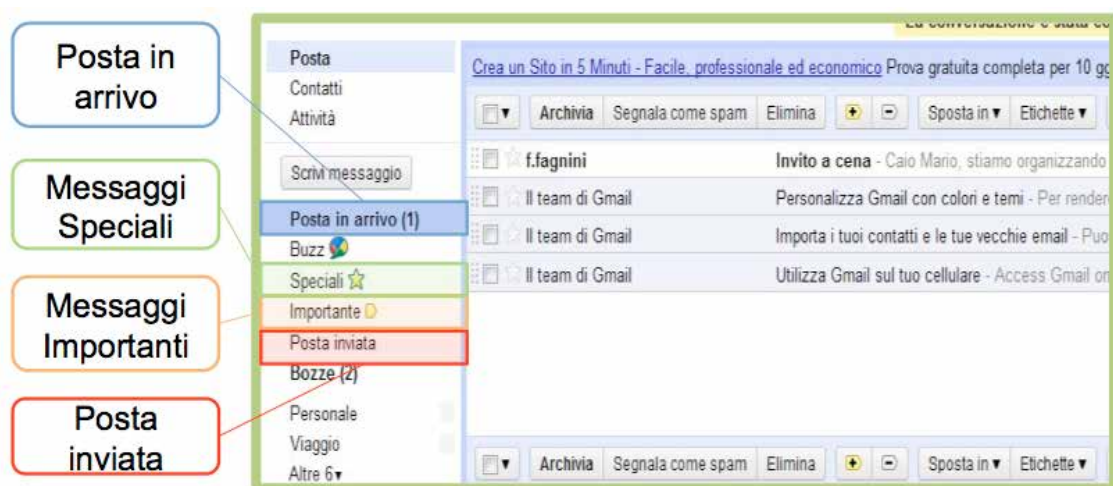 Posta in
arrivo
Messaggi
Speciali
Messaggi
Importanti
Posta
inviata
Posta
Contatti
Attività
Scrivi messaggio
Posta in arrivo (1)
Buzz
Speciali
Importante
Posta inviata
Bozze (2)
Personale
Viaggio
Altre 6▾
La conversazione è stata
Crea un Sito in 5 Minuti - Facile, professionale ed economico Prova gratuita completa per 10 gg
Archivia Segnala come spam Elimina Sposta in ▾ Etichette ▾
f.fagnini Invito a cena - Caio Mario, stiamo organizzando
Il team di Gmail Personalizza Gmail con colori e temi - Per render
Il team di Gmail Importa i tuoi contatti e le tue vecchie email - Puo
Il team di Gmail Utilizza Gmail sul tuo cellulare - Access Gmail on
Archivia Segnala come spam Elimina Sposta in ▾ Etichette ▾